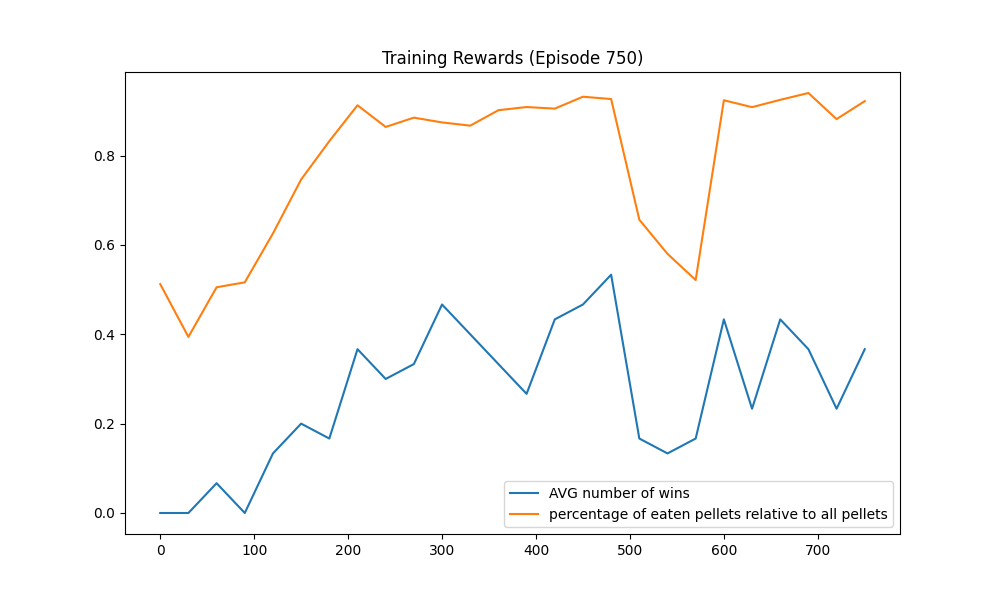 Training Rewards (Episode 750)
0.8
0.6
0.4
0.2
0.0
AVG number of wins
percentage of eaten pellets relative to all pellets
0 100 200 300 400 500 600 700